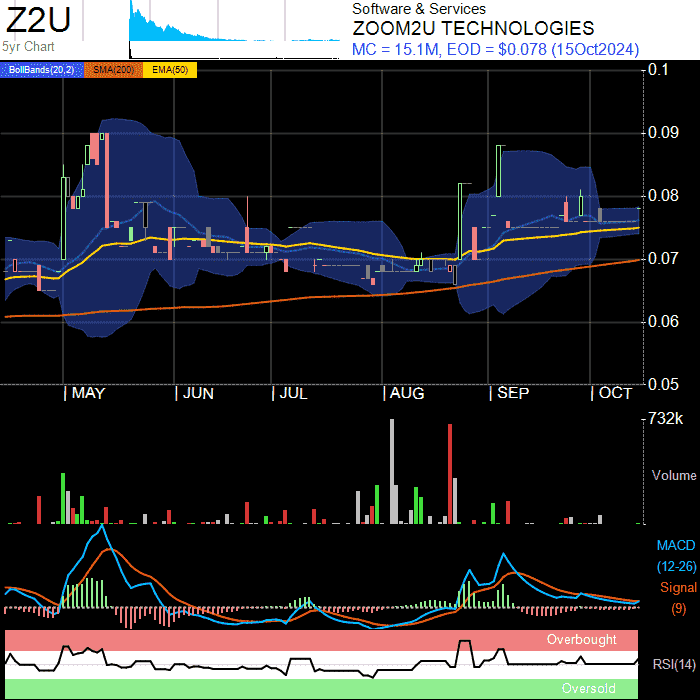 Z2U
5yr Chart
Software & Services
ZOOM2U TECHNOLOGIES
MC = 15.1M, EOD = $0.078 (15Oct2024)
BollBands(20,2) SMA(200) EMA(50)
0.1
0.09
0.08
0.07
0.06
0.05
| MAY | JUN | JUL | AUG | SEP | OCT
732k
Volume
MACD
(12-26)
Signal
(9)
Overbought
RSI(14)
Oversold